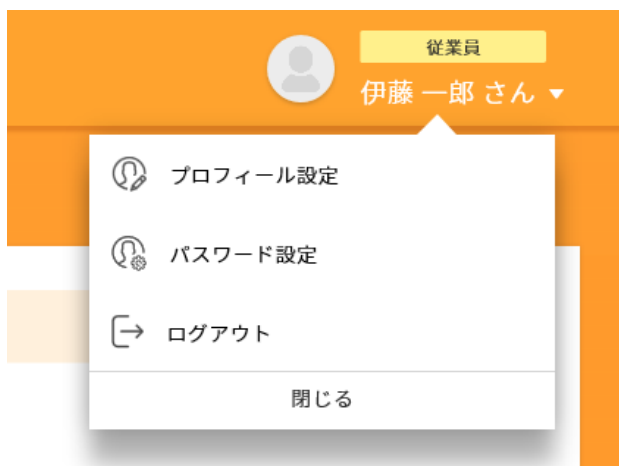 従業員
伊藤 一郎 さん
プロフィール設定
パスワード設定
ログアウト
閉じる